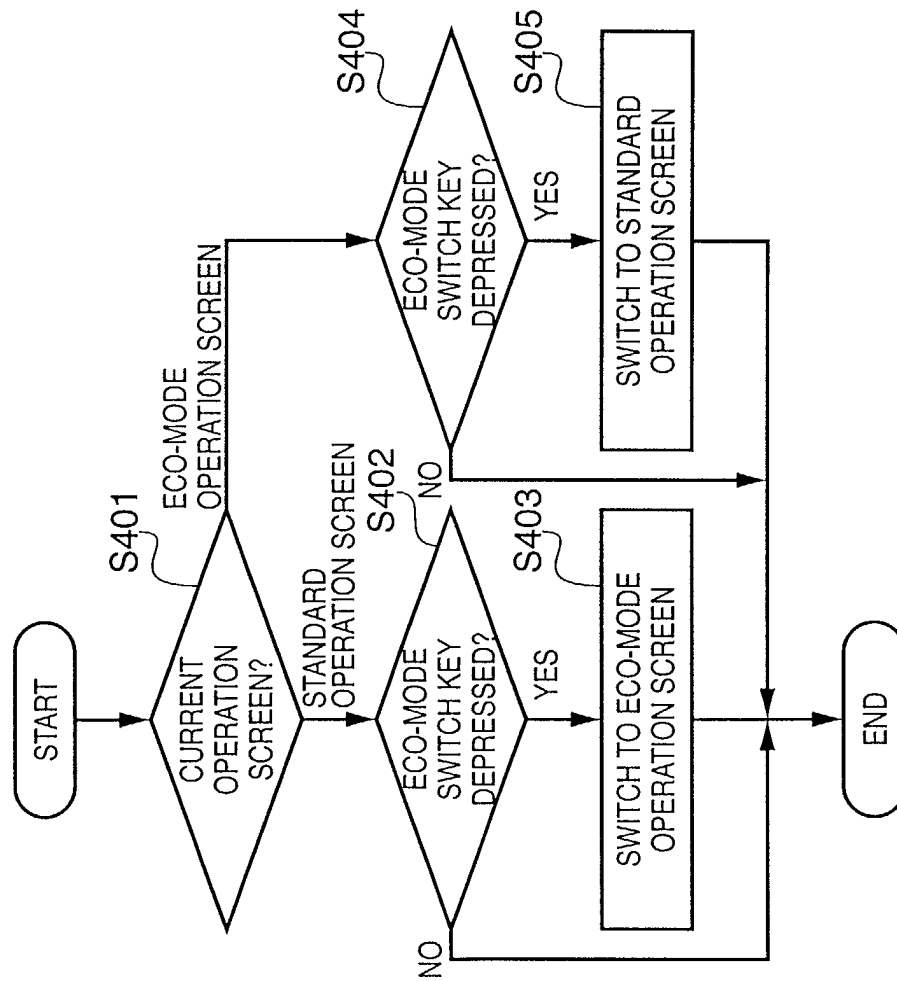 START
S401
CURRENT
OPERATION
SCREEN?
ECO-MODE
OPERATION SCREEN
STANDARD
OPERATION SCREEN
S402
ECO-MODE
SWITCH KEY
DEPRESSED?
NO
YES
S403
SWITCH TO ECO-MODE
OPERATION SCREEN
S404
ECO-MODE
SWITCH KEY
DEPRESSED?
NO
YES
S405
SWITCH TO STANDARD
OPERATION SCREEN
END